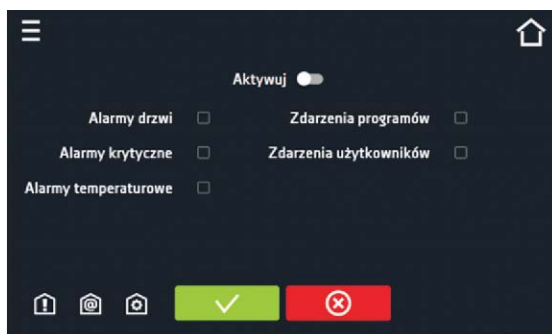 Aktywuj
Alarmy drzwi
Zdarzenia programów
Alarmy krytyczne
Zdarzenia użytkowników
Alarmy temperaturowe